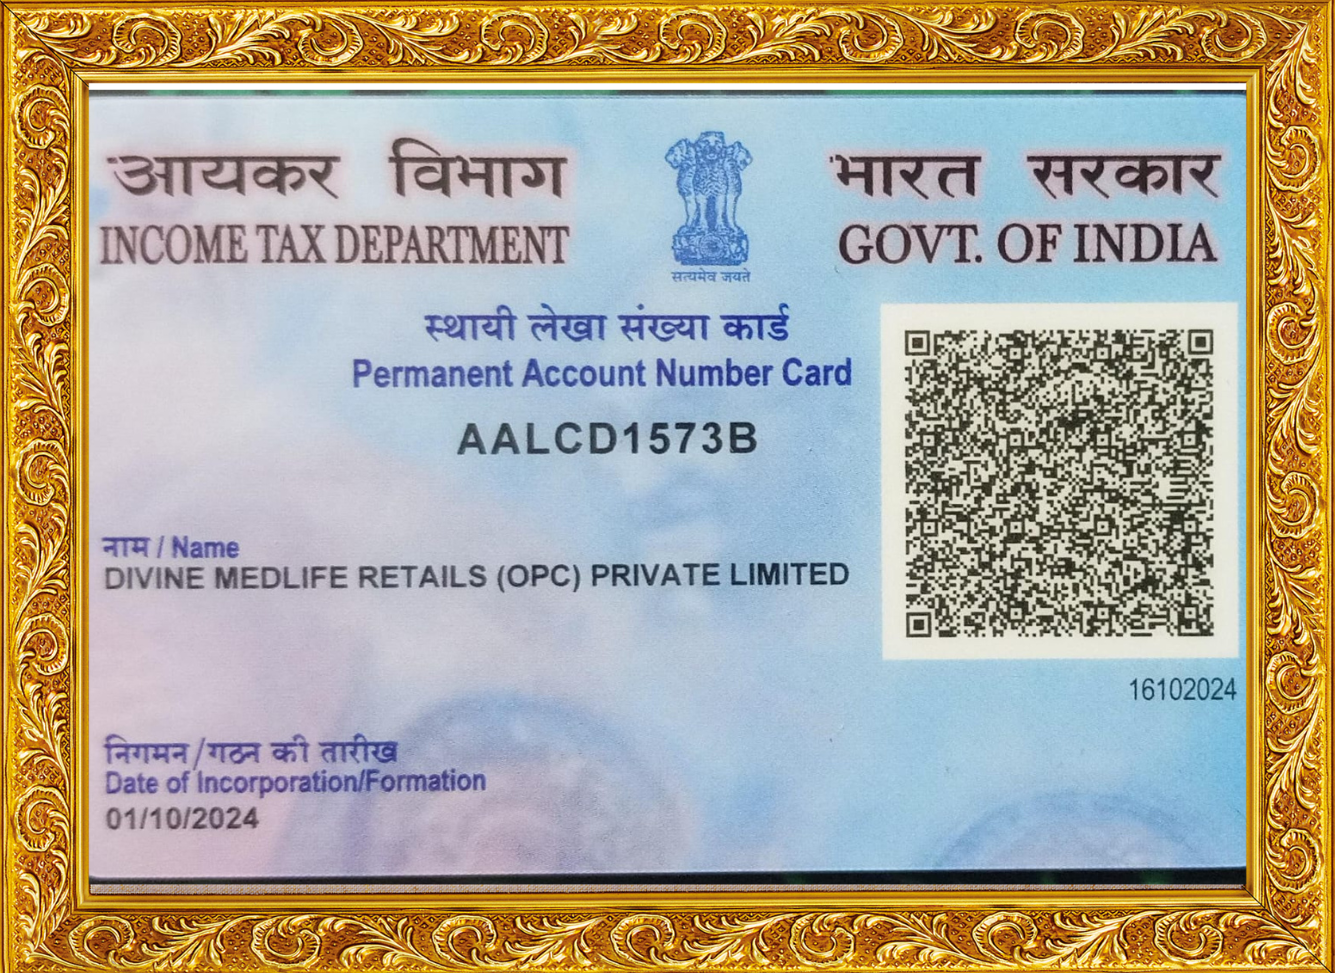 आयकर विभाग
INCOME TAX DEPARTMENT
सत्यमेव जयते
भारत सरकार
GOVT. OF INDIA
स्थायी लेखा संख्या कार्ड
Permanent Account Number Card
AALCD1573B
नाम / Name
DIVINE MEDLIFE RETAILS (OPC) PRIVATE LIMITED
16102024
निगमन/गठन की तारीख
Date of Incorporation/Formation
01/10/2024